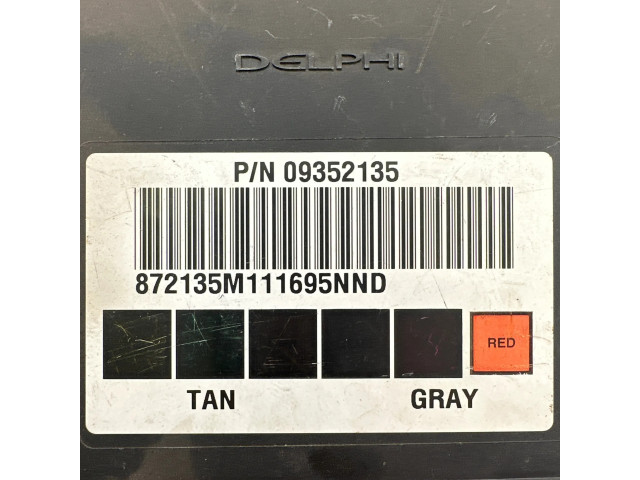 DELPHI
P/N 09352135
872135M111695NND
RED
TAN GRAY